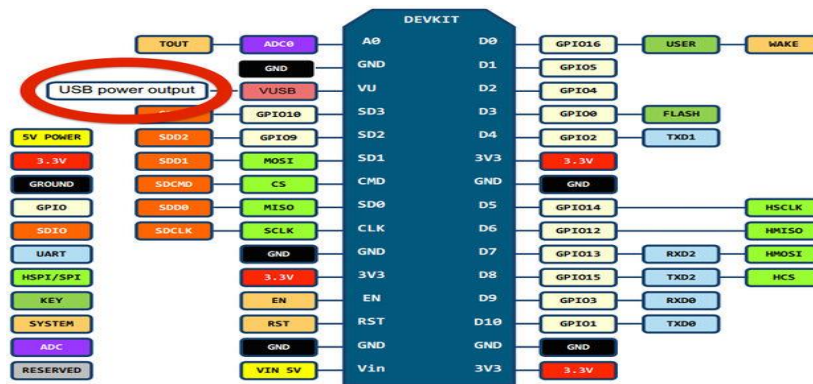 DEVKIT
TOUT ADC0 A0 D0 GPIO16 USER WAKE
GND GND D1 GPIO5
USB power output VUSB VU D2 GPIO4
GPIO10 SD3 D3 GPIO0 FLASH
5V POWER SDD2 GPIO9 SD2 D4 GPIO2 TXD1
3.3V SDD1 MOSI SD1 3V3 3.3V
GROUND SDCMD CS CMD GND GND
GPIO SDD0 MISO SD0 D5 GPIO14 HSCLK
SDIO SDCLK SCLK CLK D6 GPIO12 HMISO
UART GND GND D7 GPIO13 RXD2 HMOSI
HSPI/SPI 3.3V 3V3 D8 GPIO15 TXD2 HCS
KEY EN EN D9 GPIO3 RXD0
SYSTEM RST RST D10 GPIO1 TXD0
ADC GND GND GND GND
RESERVED VIN 5V Vin 3V3 3.3V